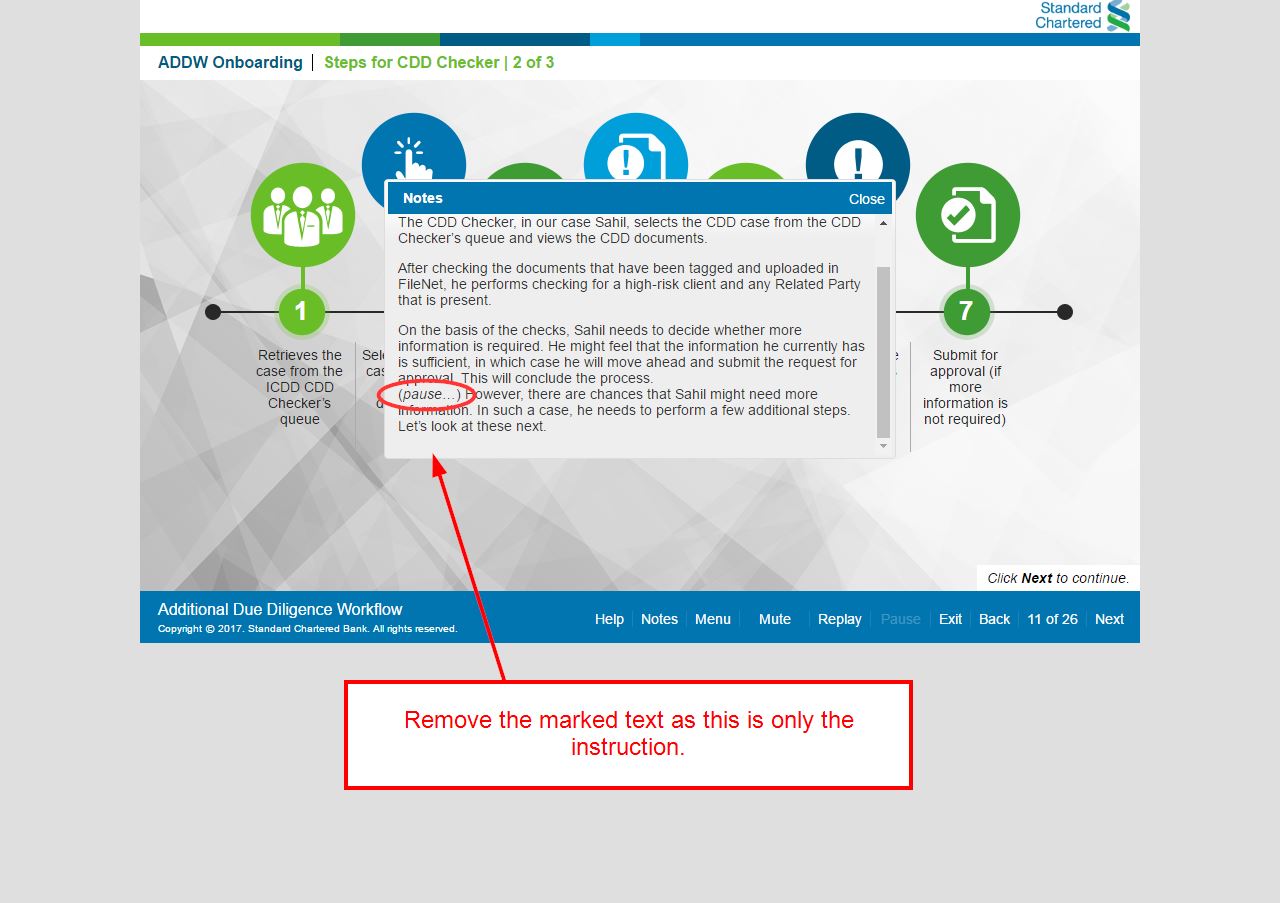 Standard
Chartered
ADDW Onboarding | Steps for CDD Checker | 2 of 3
Notes
Close
The CDD Checker, in our case Sahil, selects the CDD case from the CDD
Checker's queue and views the CDD documents.
After checking the documents that have been tagged and uploaded in
FileNet, he performs checking for a high-risk client and any Related Party
that is present.
On the basis of the checks, Sahil needs to decide whether more
information is required. He might feel that the information he currently has
is sufficient, in which case he will move ahead and submit the request for
approval. This will conclude the process.
(pause…) However, there are chances that Sahil might need more
information. In such a case, he needs to perform a few additional steps.
Let's look at these next.
1
Retrieves the
case from the
ICDD CDD
Checker's
queue
7
Submit for
approval (if
more
information is
not required)
Click Next to continue.
Additional Due Diligence Workflow
Copyright © 2017. Standard Chartered Bank. All rights reserved.
Help Notes Menu Mute Replay Pause Exit Back 11 of 26 Next
Remove the marked text as this is only the
instruction.